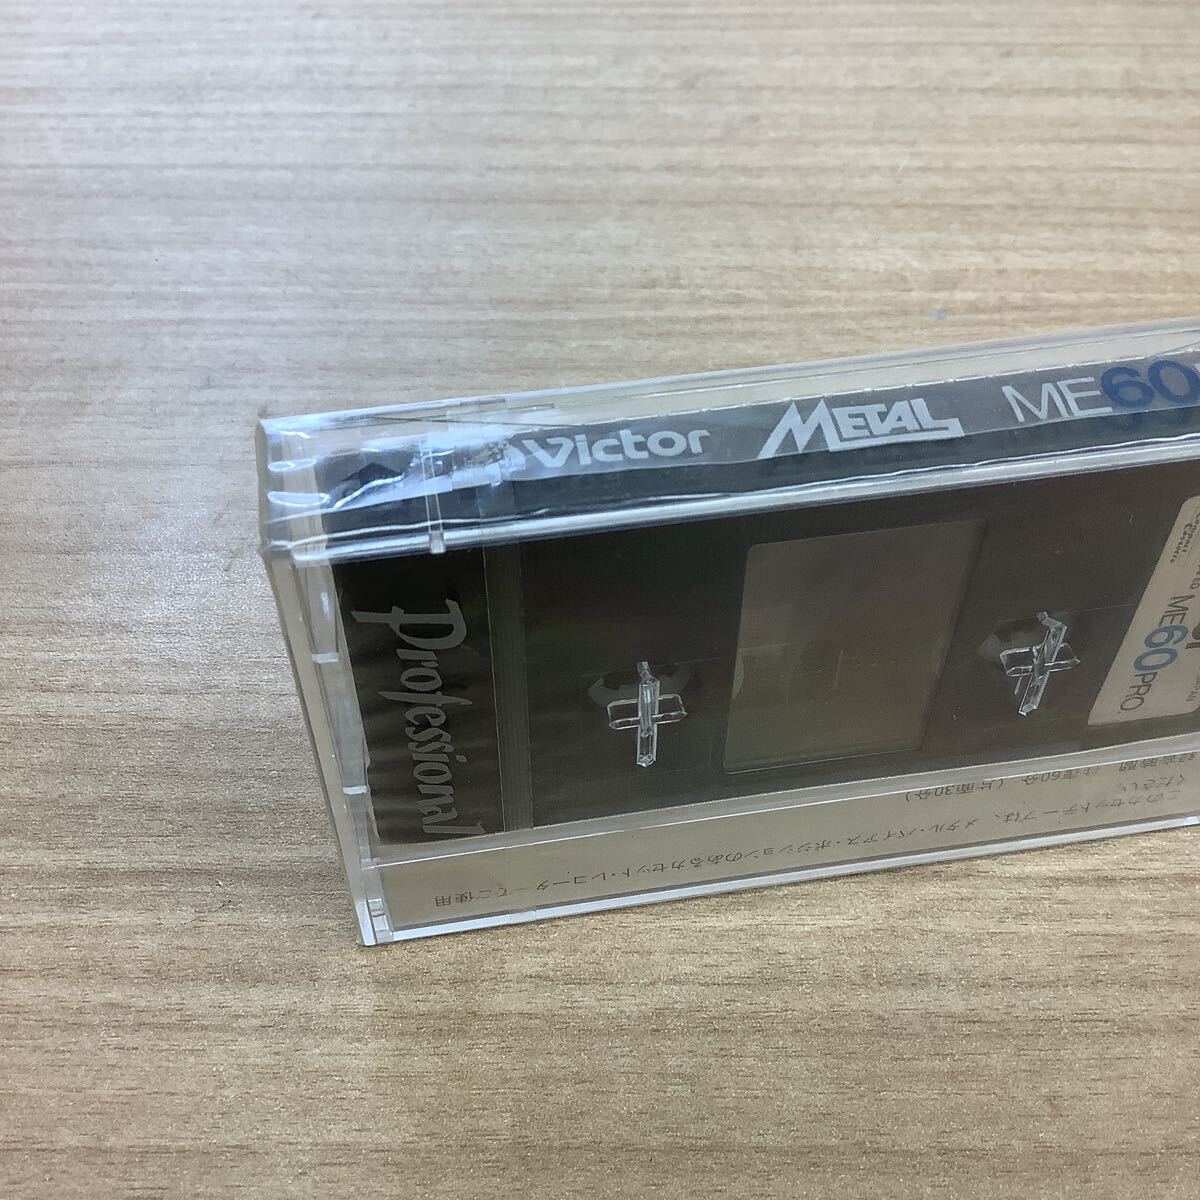 Victor METAL ME60
Professional
ME60PRO
このカセットテープは、メタル・バイアス・ポジションのあるカセット・レコーターでご使用
ください。
録音時間 往復60分(片面30分)